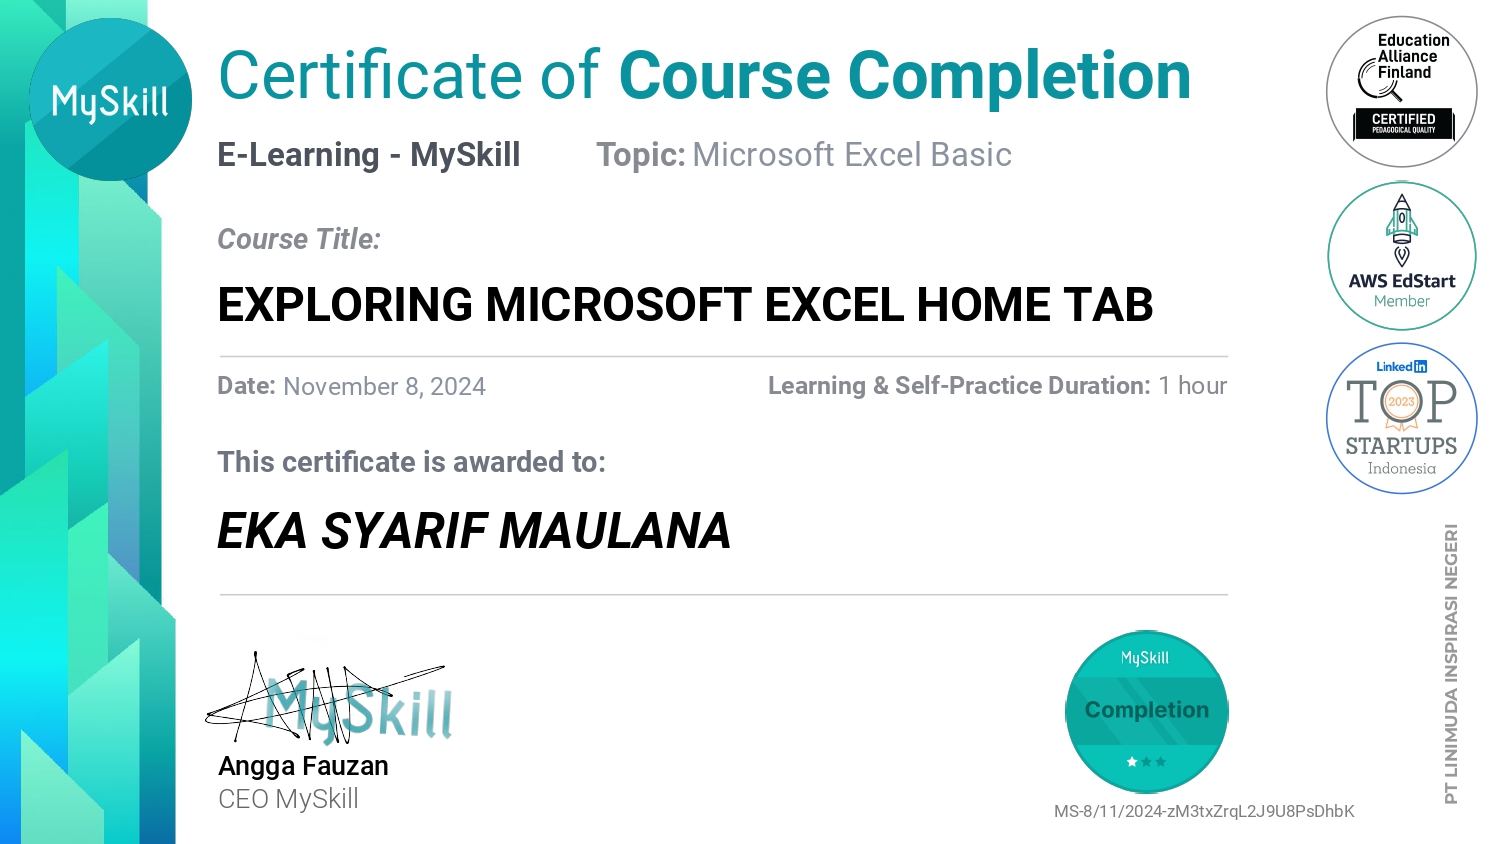 MySkill
Certificate of Course Completion
E-Learning - MySkill
Topic: Microsoft Excel Basic
Course Title:
EXPLORING MICROSOFT EXCEL HOME TAB
Date: November 8, 2024
Learning & Self-Practice Duration: 1 hour
This certificate is awarded to:
EKA SYARIF MAULANA
MySkill
Angga Fauzan
CEO MySkill
MySkill
Completion
MS-8/11/2024-zM3txZrqL2J9U8PsDhbK
Education
Alliance
Finland
CERTIFIED
PEDAGOGICAL QUALITY
AWS EdStart
Member
Linked in
TOP
2023
STARTUPS
Indonesia
PT LINIMUDA INSPIRASI NEGERI